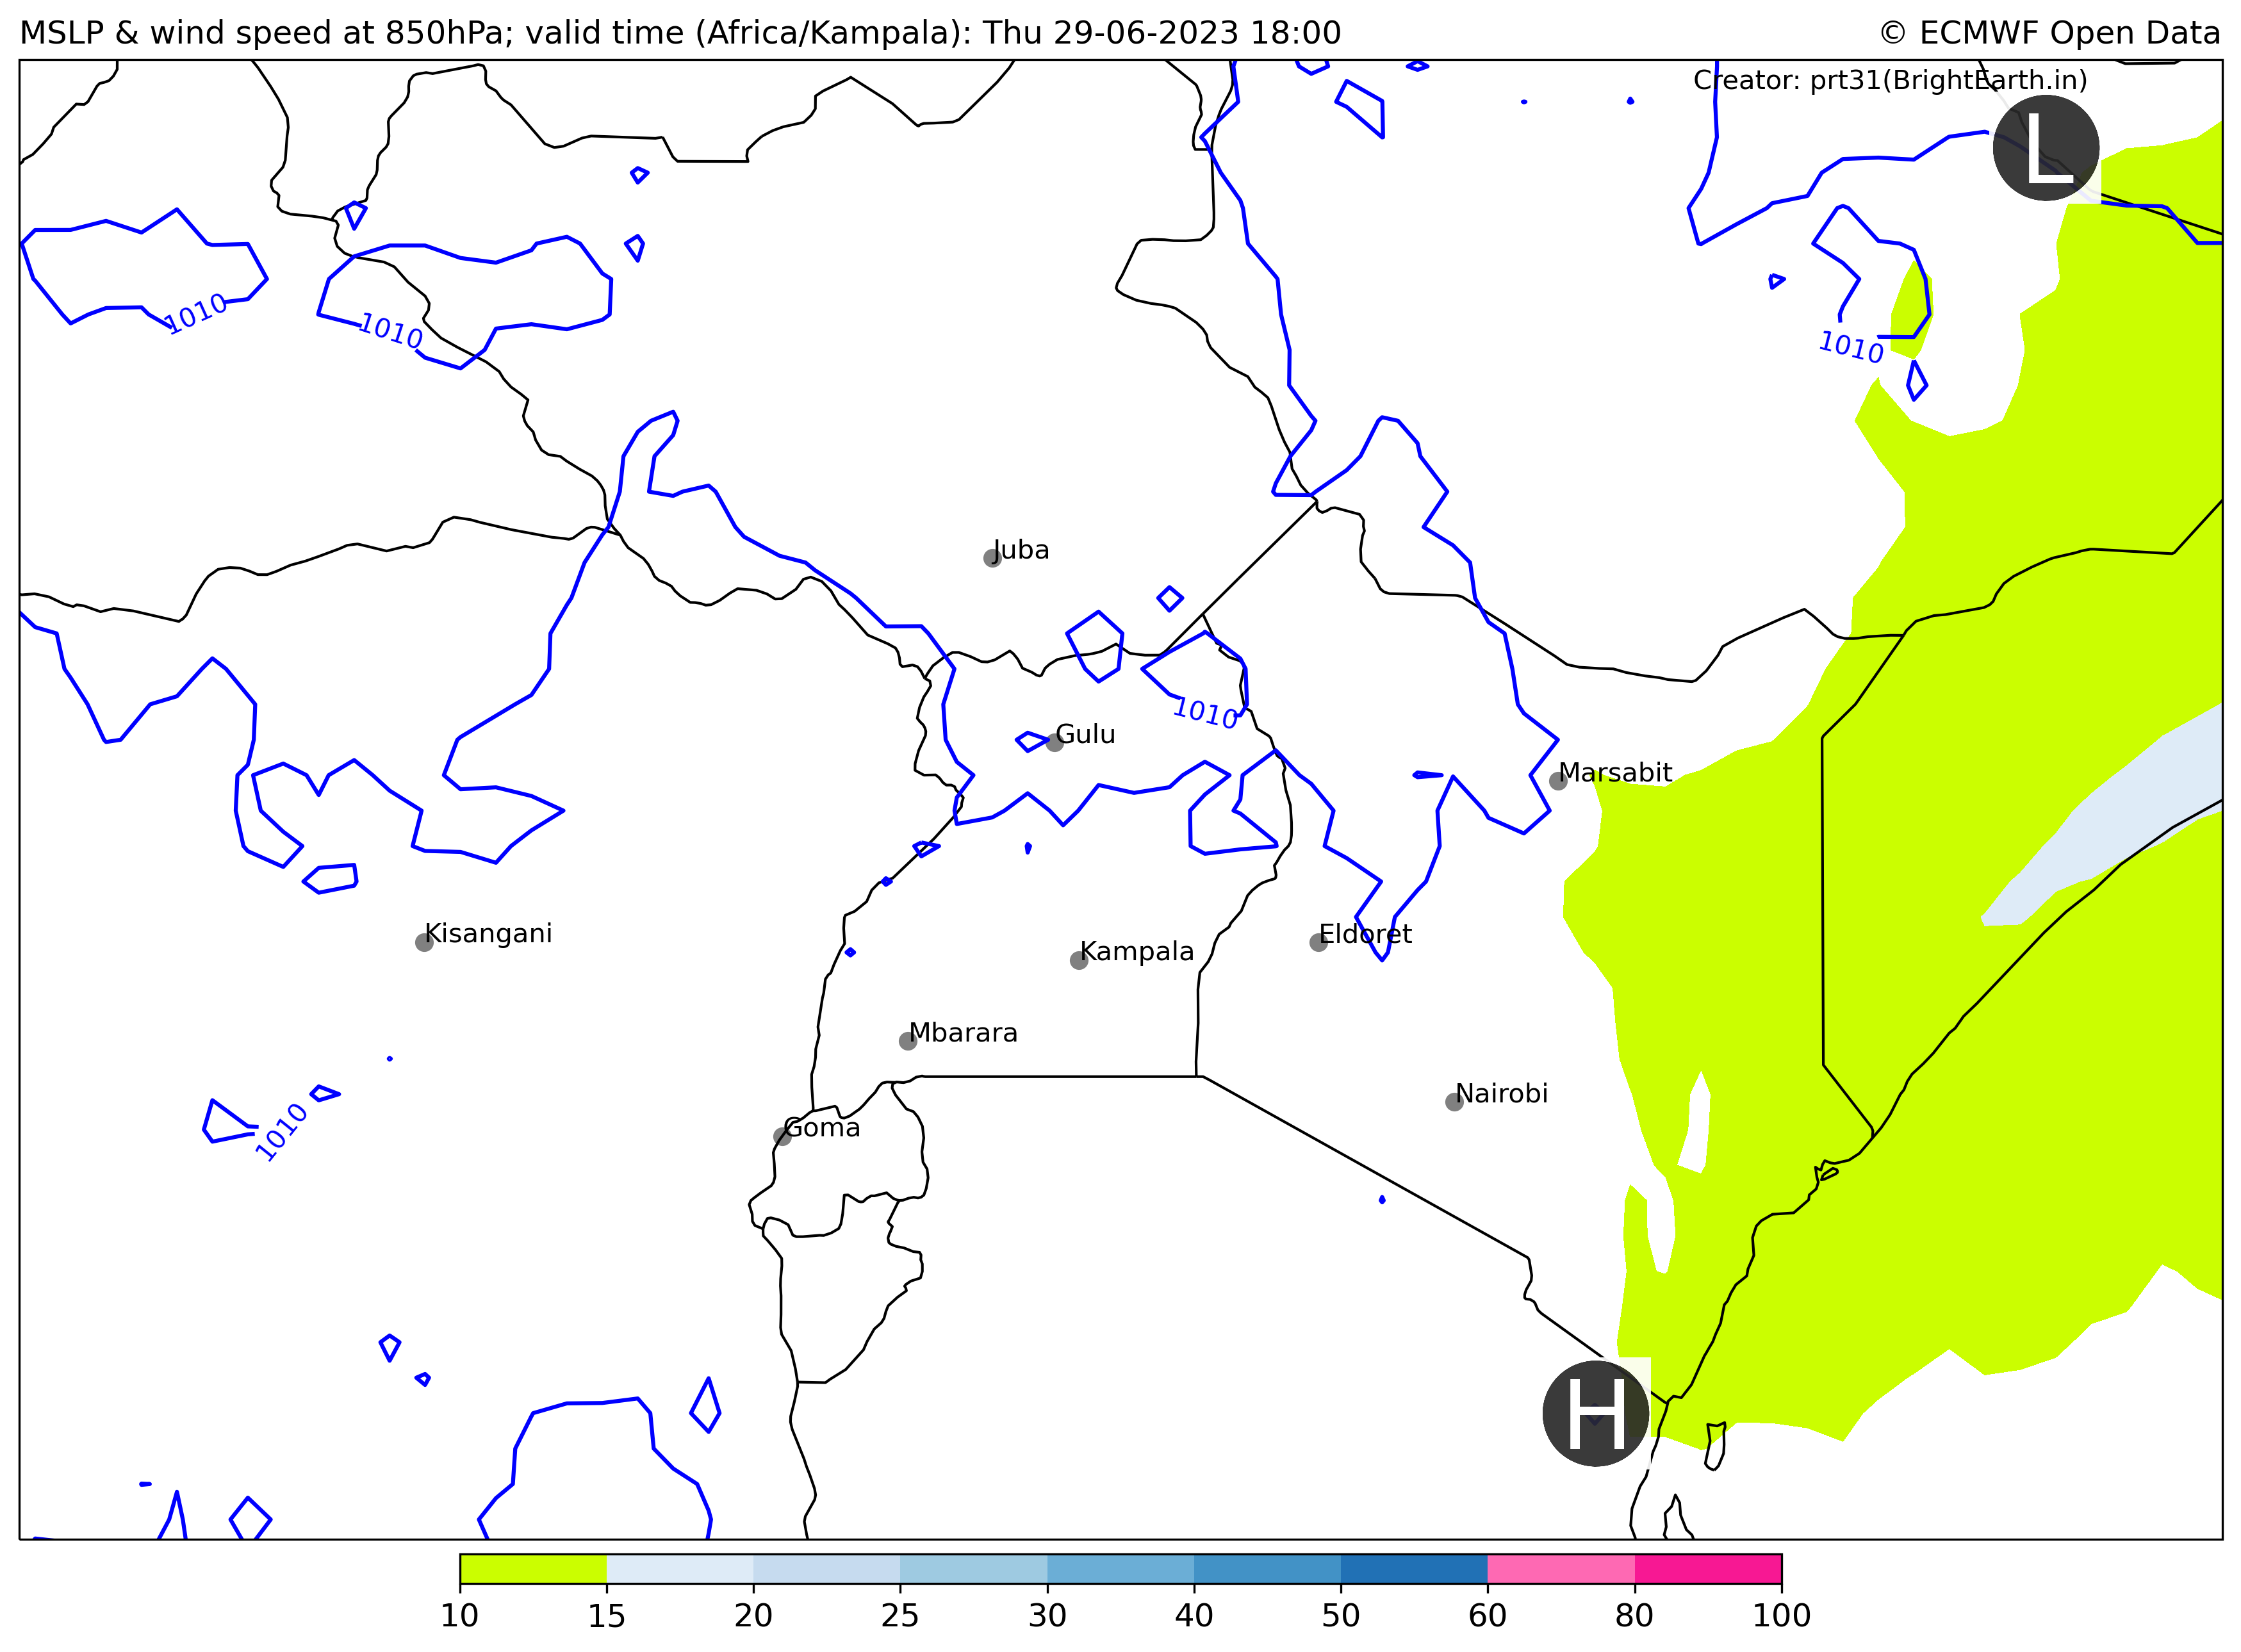 MSLP & wind speed at 850hPa; valid time (Africa/Kampala): Thu 29-06-2023 18:00 © ECMWF Open Data
Creator: prt31(BrightEarth.in)
L
1010
1010
1010
Juba
1010
Gulu
Marsabit
Kisangani
Eldoret
Kampala
Mbarara
Nairobi
1010
Goma
H
10 15 20 25 30 40 50 60 80 100